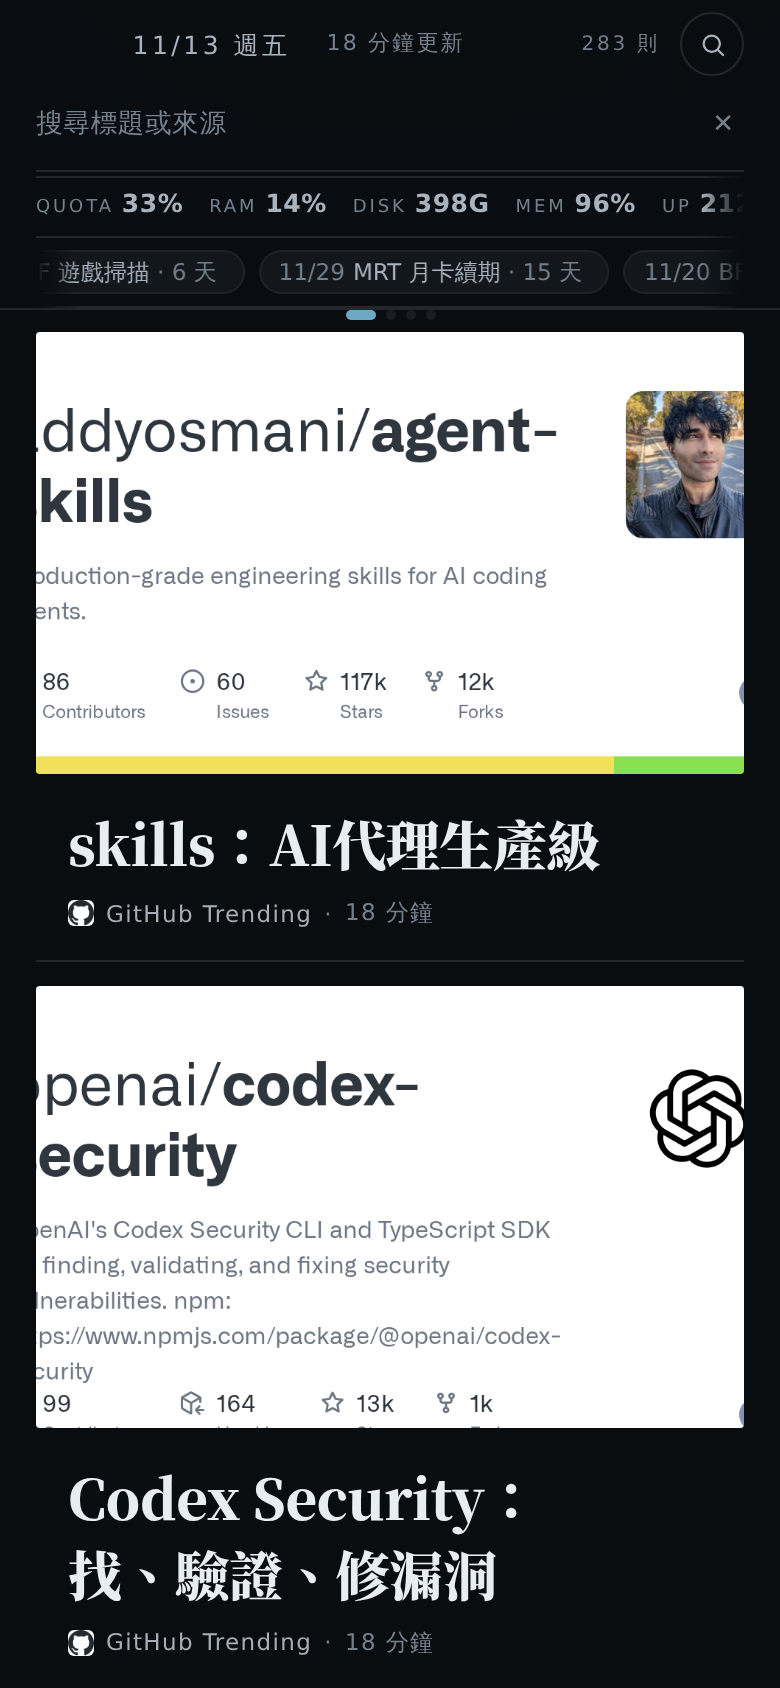 11/13 週五 18 分鐘更新 283 則
搜尋標題或來源 ✕
QUOTA 33% RAM 14% DISK 398G MEM 96% UP 212
F 遊戲掃描 · 6 天 11/29 MRT 月卡續期 · 15 天 11/20 BF
ddyosmani/agent-
skills
oduction-grade engineering skills for AI coding
ents.
86 60 117k 12k
Contributors Issues Stars Forks
skills：AI代理生產級
GitHub Trending · 18 分鐘
openai/codex-
security
penAI's Codex Security CLI and TypeScript SDK
finding, validating, and fixing security
lnerabilities. npm:
tps://www.npmjs.com/package/@openai/codex-
curity
99 164 13k 1k
Codex Security：
找、驗證、修漏洞
GitHub Trending · 18 分鐘